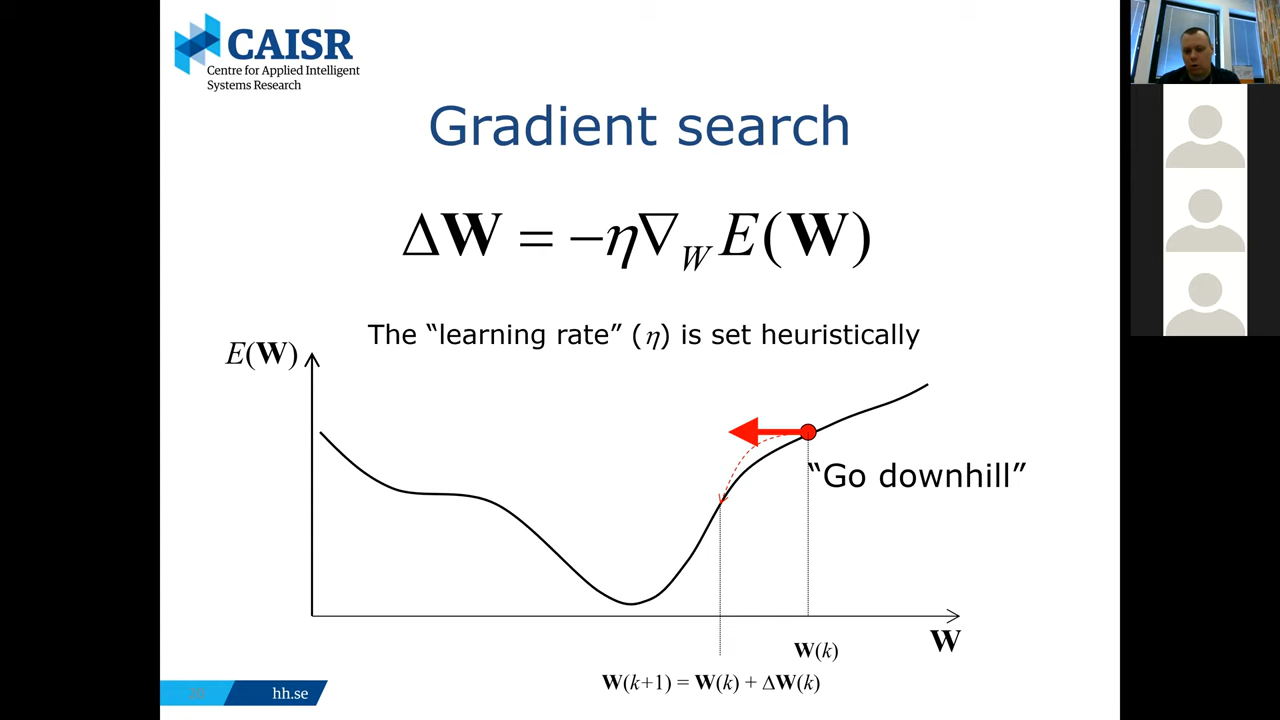 CAISR
Centre for Applied Intelligent
Systems Research
Gradient search
Δ𝐖 = −η∇_W E(𝐖)
The “learning rate” (η) is set heuristically
E(𝐖)
“Go downhill”
𝐖
𝐖(k)
𝐖(k+1) = 𝐖(k) + Δ𝐖(k)
20
hh.se